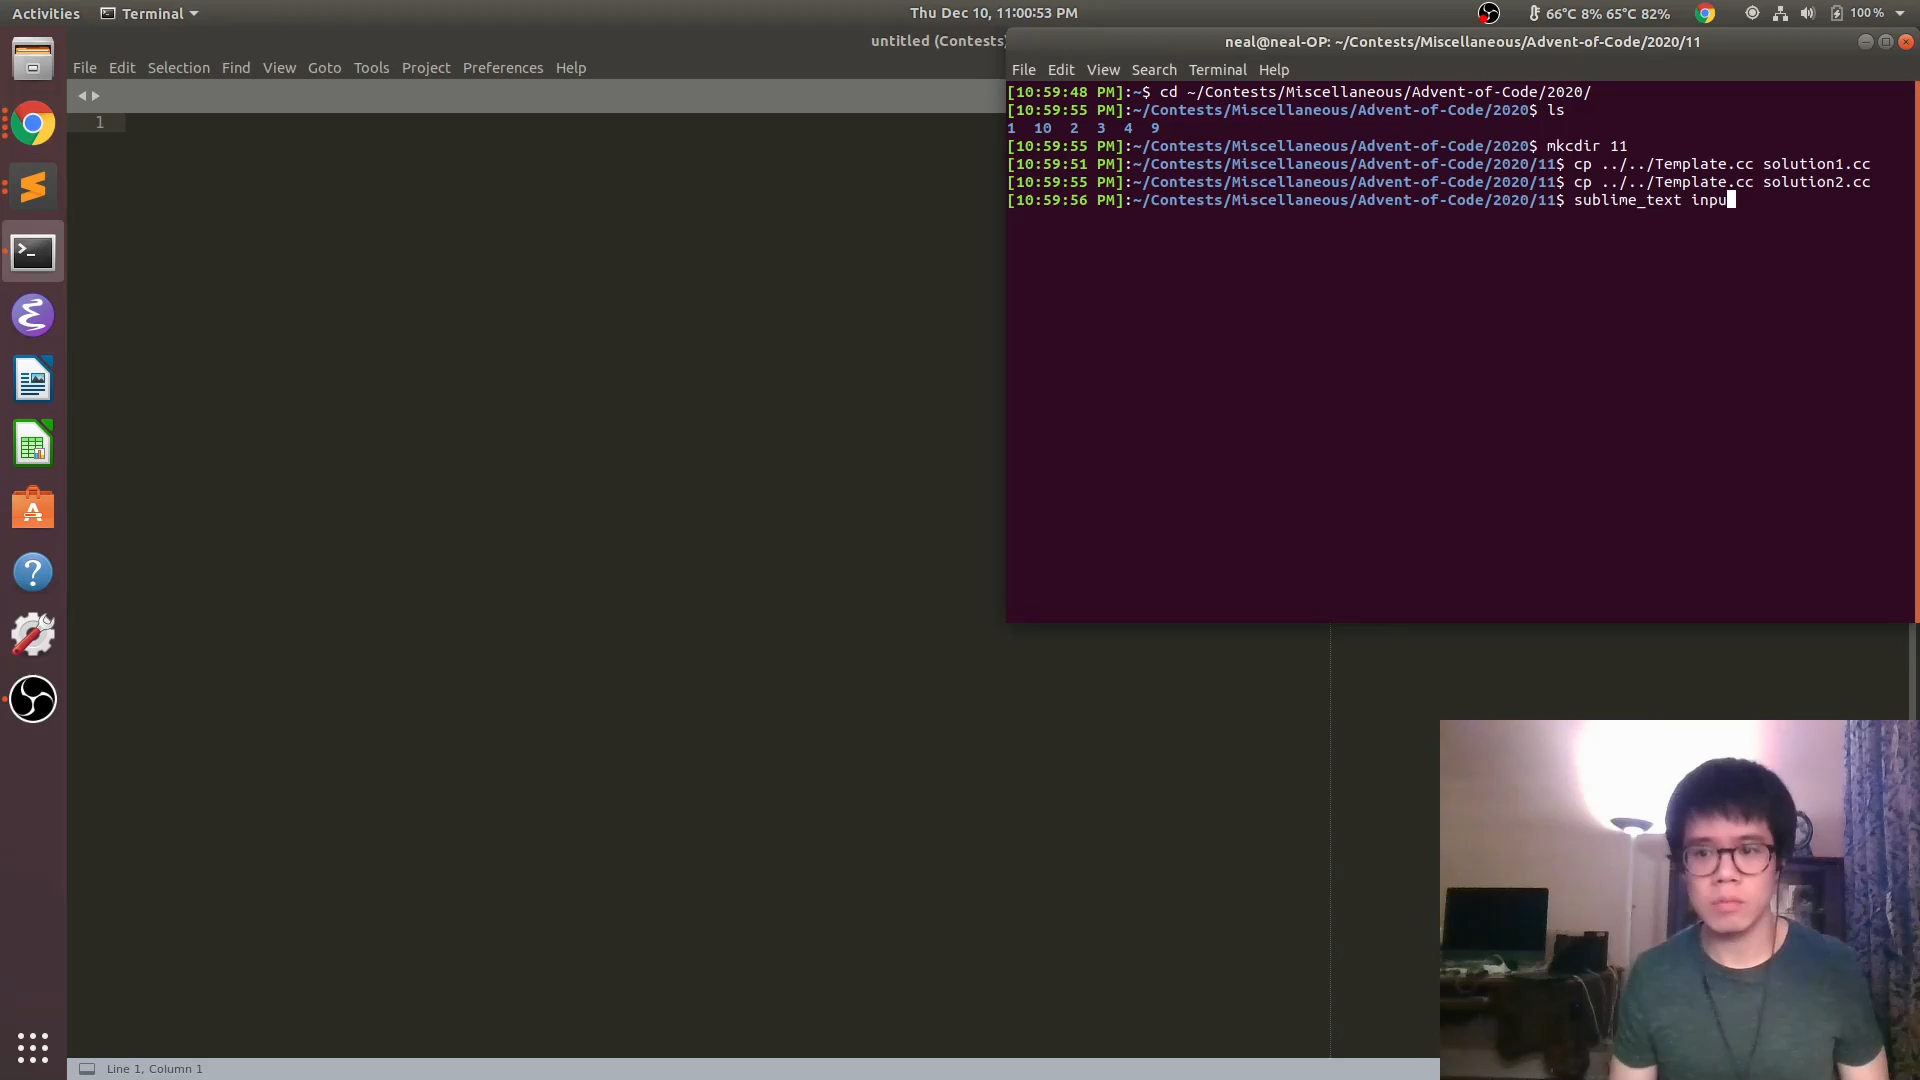 Activities Terminal Thu Dec 10, 11:00:53 PM 66°C 8% 65°C 82% 100%
untitled (Contests)
File Edit Selection Find View Goto Tools Project Preferences Help
1
Line 1, Column 1
neal@neal-OP: ~/Contests/Miscellaneous/Advent-of-Code/2020/11
File Edit View Search Terminal Help
[10:59:48 PM]:~$ cd ~/Contests/Miscellaneous/Advent-of-Code/2020/
[10:59:55 PM]:~/Contests/Miscellaneous/Advent-of-Code/2020$ ls
1 10 2 3 4 9
[10:59:55 PM]:~/Contests/Miscellaneous/Advent-of-Code/2020$ mkcdir 11
[10:59:51 PM]:~/Contests/Miscellaneous/Advent-of-Code/2020/11$ cp ../../Template.cc solution1.cc
[10:59:55 PM]:~/Contests/Miscellaneous/Advent-of-Code/2020/11$ cp ../../Template.cc solution2.cc
[10:59:56 PM]:~/Contests/Miscellaneous/Advent-of-Code/2020/11$ sublime_text inpu